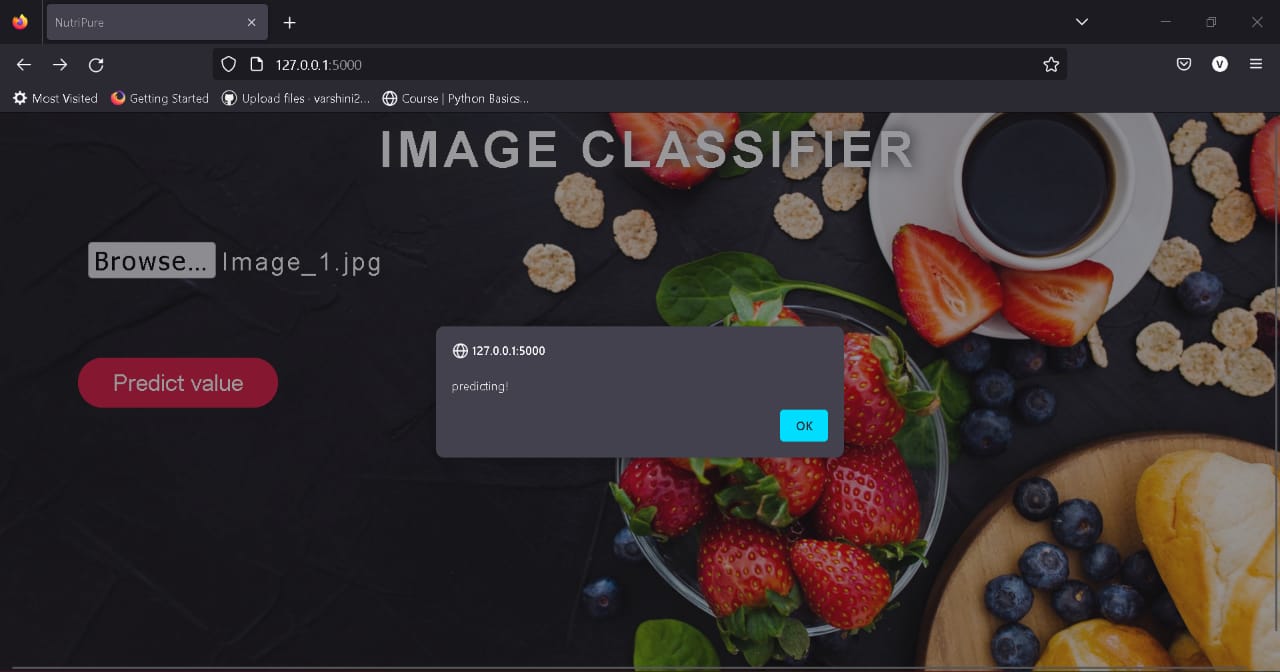 NutriPure
127.0.0.1:5000
Most Visited Getting Started Upload files · varshini2... Course | Python Basics...
IMAGE CLASSIFIER
Browse... Image_1.jpg
127.0.0.1:5000
predicting!
Predict value
OK
V